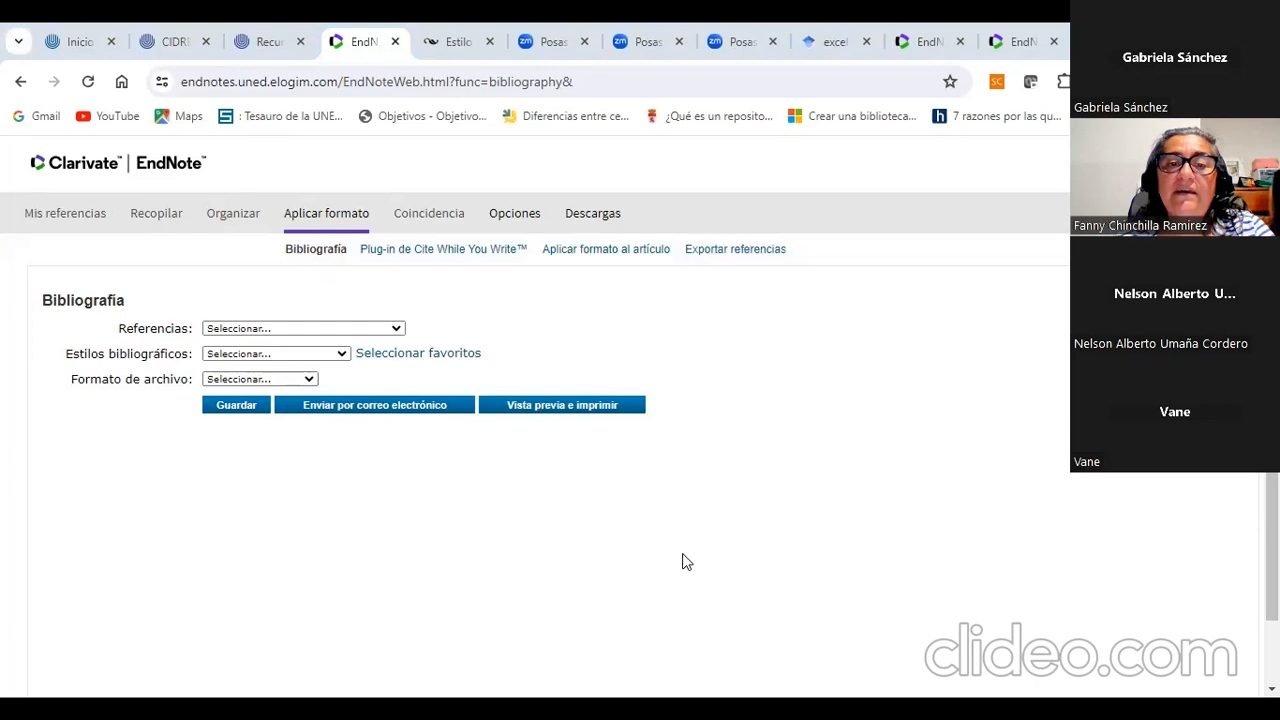 Inicio
CIDRE
Recur
EndN
Estilo
Posas
Posas
Posas
excel
EndN
EndN
endnotes.uned.elogim.com/EndNoteWeb.html?func=bibliography&
Gmail
YouTube
Maps
: Tesauro de la UNE...
Objetivos - Objetivo...
Diferencias entre ce...
¿Qué es un reposito...
Crear una biblioteca...
7 razones por las qu...
Clarivate™ | EndNote™
Mis referencias
Recopilar
Organizar
Aplicar formato
Coincidencia
Opciones
Descargas
Bibliografía
Plug-in de Cite While You Write™
Aplicar formato al artículo
Exportar referencias
Bibliografía
Referencias: Seleccionar...
Estilos bibliográficos: Seleccionar... Seleccionar favoritos
Formato de archivo: Seleccionar...
Guardar
Enviar por correo electrónico
Vista previa e imprimir
Gabriela Sánchez
Gabriela Sánchez
Fanny Chinchilla Ramirez
Nelson Alberto U...
Nelson Alberto Umaña Cordero
Vane
Vane
clideo.com